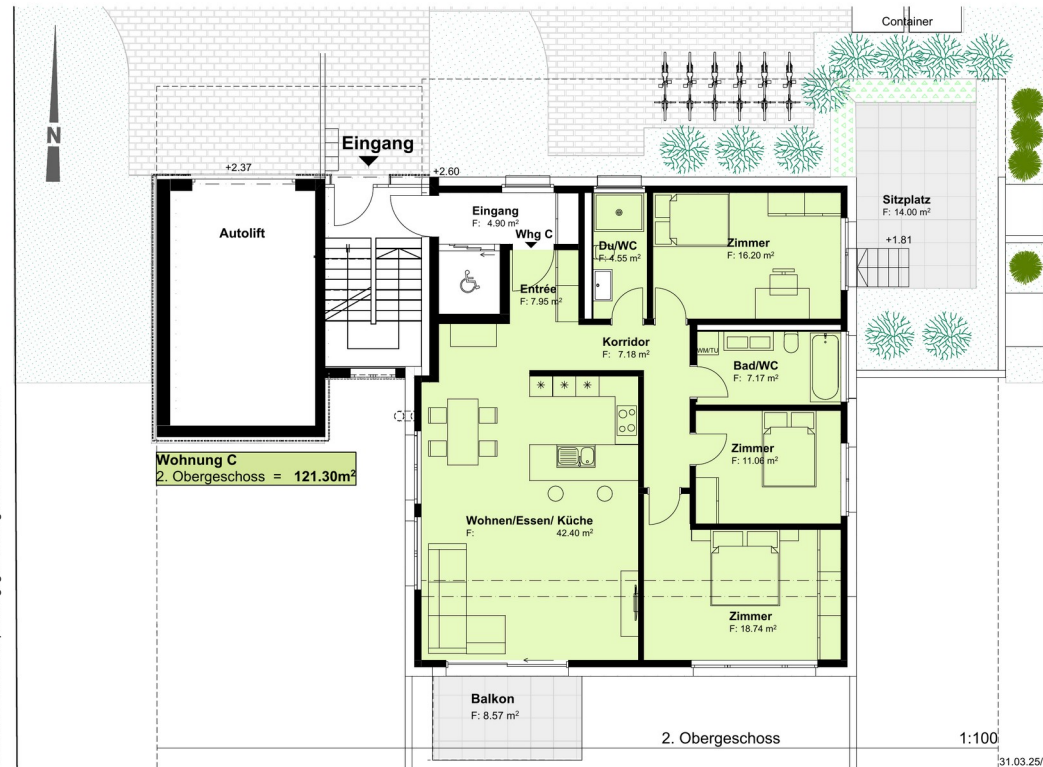 Container
N
Eingang
+2.37
+2.60
Eingang
F: 4.90 m²
Whg C
Autolift
Du/WC
F: 4.55 m²
Zimmer
F: 16.20 m²
Sitzplatz
F: 14.00 m²
+1.81
Entrée
F: 7.95 m²
Korridor
F: 7.18 m²
WM/TU
Bad/WC
F: 7.17 m²
Zimmer
F: 11.06 m²
Wohnung C
2. Obergeschoss = 121.30m²
Wohnen/Essen/ Küche
F: 42.40 m²
Zimmer
F: 18.74 m²
Balkon
F: 8.57 m²
2. Obergeschoss 1:100
31.03.25/